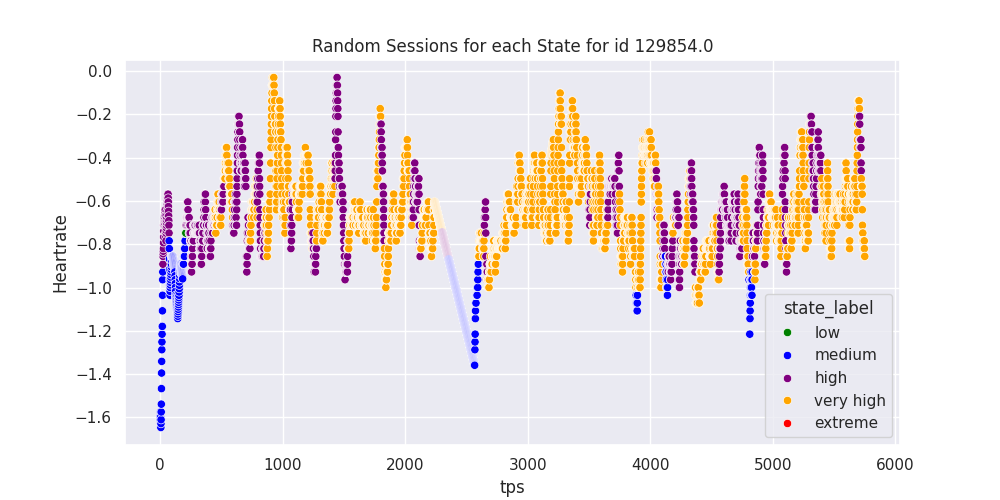 Random Sessions for each State for id 129854.0
Heartrate
0.0
−0.2
−0.4
−0.6
−0.8
−1.0
−1.2
−1.4
−1.6
0
1000
2000
3000
4000
5000
6000
tps
state_label
low
medium
high
very high
extreme